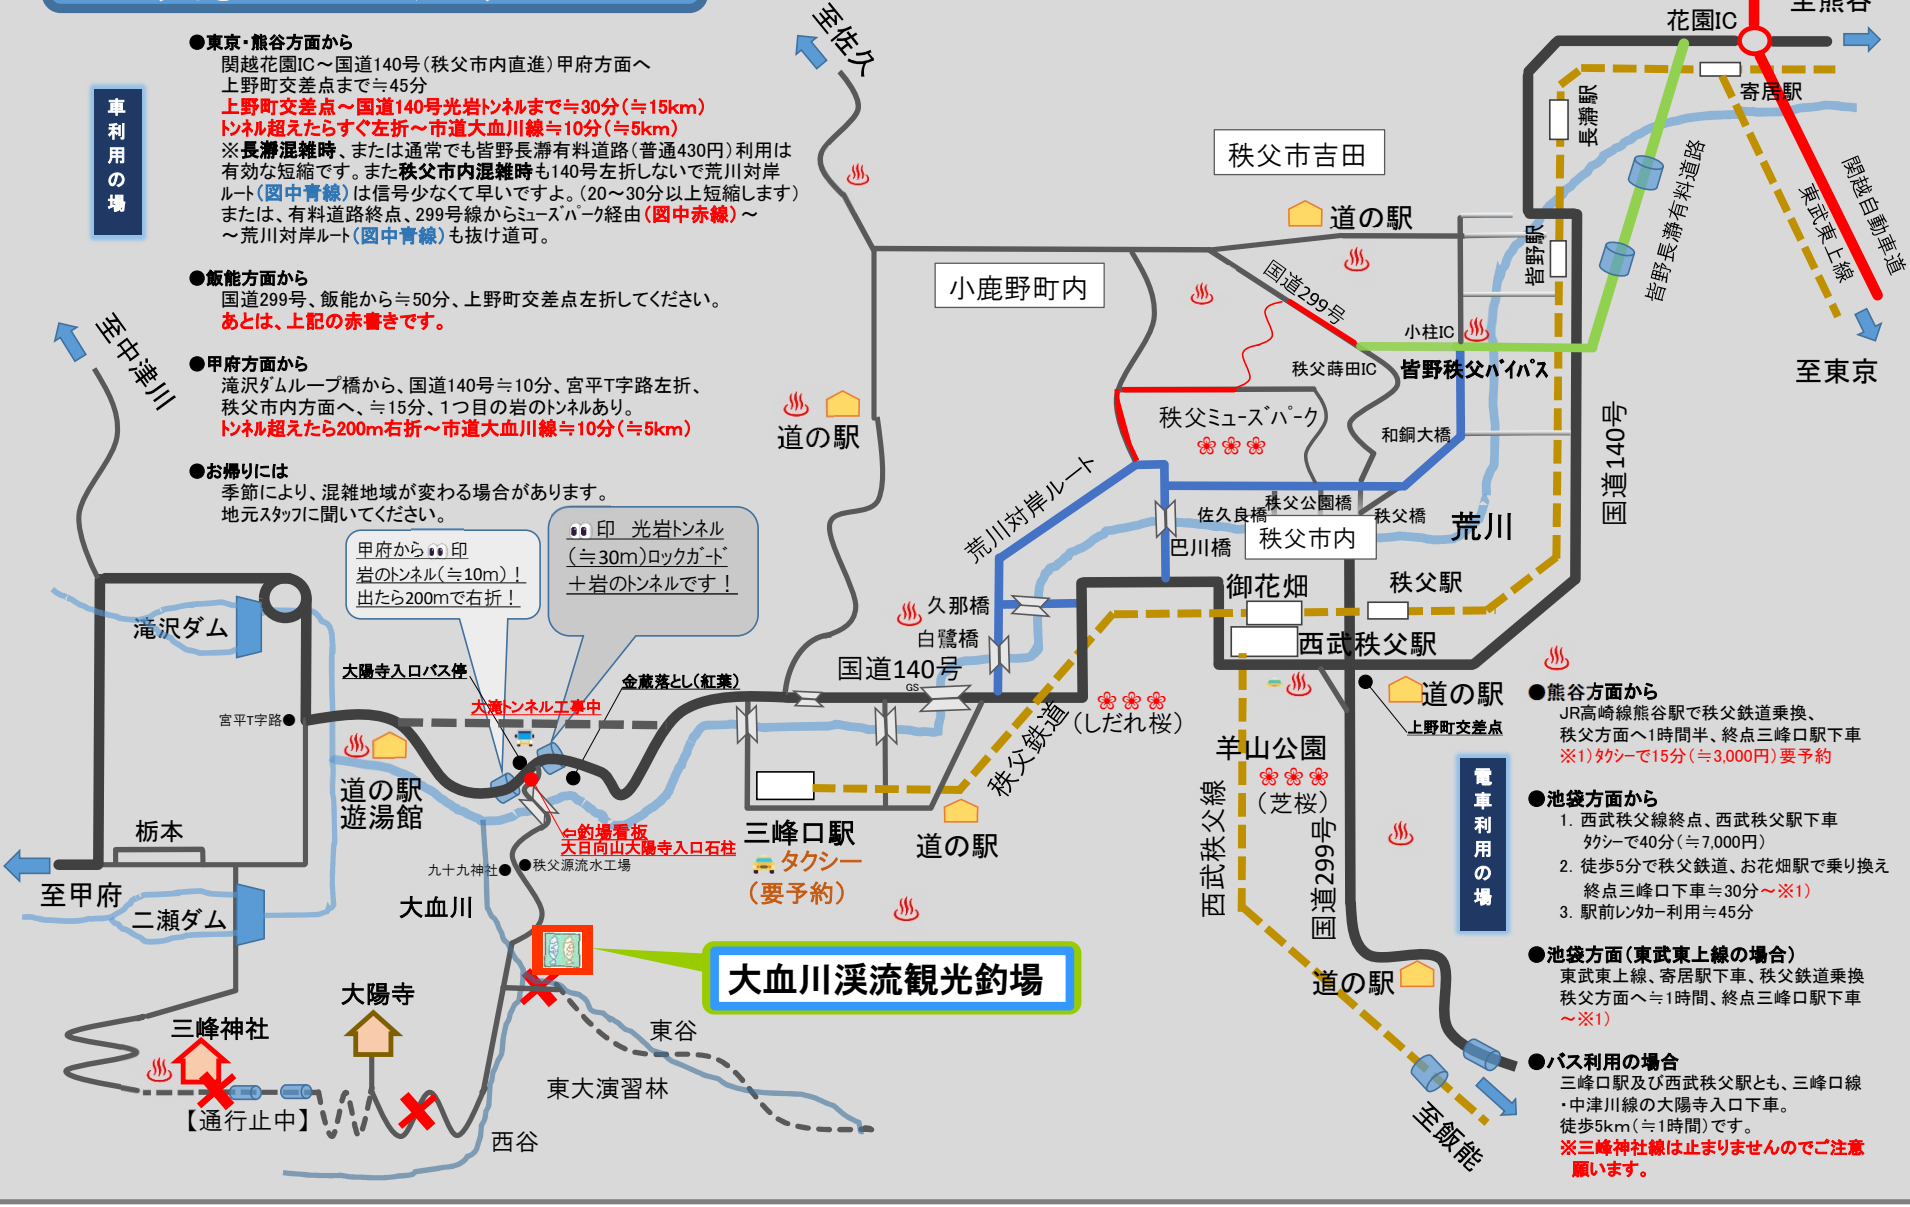 車利用の場
●東京・熊谷方面から
関越花園IC～国道140号(秩父市内直進)甲府方面へ
上野町交差点まで≒45分
上野町交差点～国道140号光岩トンネルまで≒30分(≒15km)
トンネル超えたらすぐ左折～市道大血川線≒10分(≒5km)
※長瀞混雑時、または通常でも皆野長瀞有料道路(普通430円)利用は
有効な短縮です。また秩父市内混雑時も140号左折しないで荒川対岸
ルート(図中青線)は信号少なくて早いですよ。(20～30分以上短縮します)
または、有料道路終点、299号線からミューズパーク経由(図中赤線)～
～荒川対岸ルート(図中青線)も抜け道可。
●飯能方面から
国道299号、飯能から≒50分、上野町交差点左折してください。
あとは、上記の赤書きです。
●甲府方面から
滝沢ダムループ橋から、国道140号≒10分、宮平T字路左折、
秩父市内方面へ、≒15分、1つ目の岩のトンネルあり。
トンネル超えたら200m右折～市道大血川線≒10分(≒5km)
●お帰りには
季節により、混雑地域が変わる場合があります。
地元スタッフに聞いてください。
至佐久
至熊谷
花園IC
寄居駅
長瀞駅
関越自動車道
東武東上線
皆野長瀞有料道路
至東京
秩父市吉田
道の駅
皆野駅
小鹿野町内
国道299号
小柱IC
秩父蒔田IC
皆野秩父バイパス
秩父ミューズパーク
和銅大橋
国道140号
至中津川
道の駅
荒川対岸ルート
秩父公園橋
佐久良橋
秩父橋
荒川
巴川橋
秩父市内
甲府から 印
岩のトンネル(≒10m)！
出たら200mで右折！
印 光岩トンネル
(≒30m)ロックガード
＋岩のトンネルです！
久那橋
白鷺橋
御花畑
秩父駅
西武秩父駅
滝沢ダム
大陽寺入口バス停
金蔵落とし(紅葉)
国道140号
GS
大滝トンネル工事中
宮平T字路
(しだれ桜)
道の駅
上野町交差点
羊山公園
(芝桜)
秩父鉄道
道の駅
遊湯館
栃本
三峰口駅
タクシー
(要予約)
道の駅
⇦釣場看板
大日向山大陽寺入口石柱
九十九神社
秩父源流水工場
西武秩父線
国道299号
至甲府
二瀬ダム
大血川
大血川渓流観光釣場
道の駅
大陽寺
三峰神社
東谷
東大演習林
【通行止中】
西谷
至飯能
電車利用の場
●熊谷方面から
JR高崎線熊谷駅で秩父鉄道乗換、
秩父方面へ1時間半、終点三峰口駅下車
※1)タクシーで15分(≒3,000円)要予約
●池袋方面から
1. 西武秩父線終点、西武秩父駅下車
タクシーで40分(≒7,000円)
2. 徒歩5分で秩父鉄道、お花畑駅で乗り換え
終点三峰口下車≒30分～※1)
3. 駅前レンタカー利用≒45分
●池袋方面(東武東上線の場合)
東武東上線、寄居駅下車、秩父鉄道乗換
秩父方面へ≒1時間、終点三峰口駅下車
～※1)
●バス利用の場合
三峰口駅及び西武秩父駅とも、三峰口線
・中津川線の大陽寺入口下車。
徒歩5km(≒1時間)です。
※三峰神社線は止まりませんのでご注意
願います。